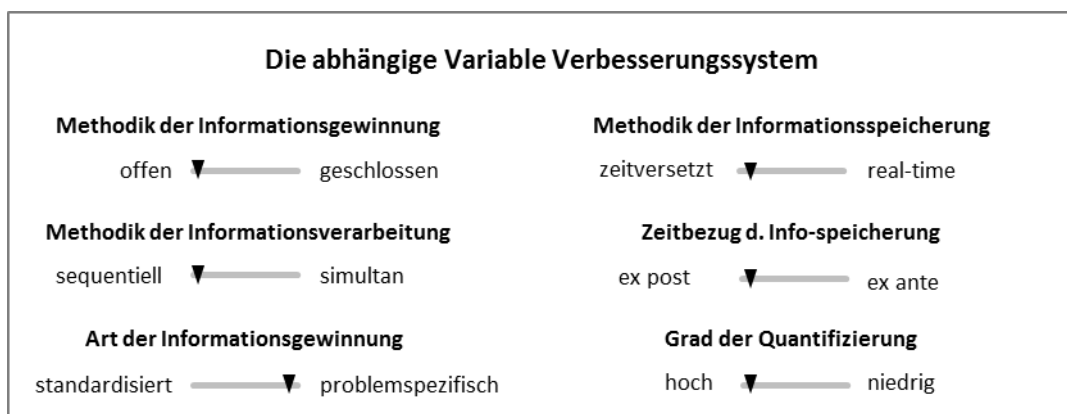 Die abhängige Variable Verbesserungssystem
Methodik der Informationsgewinnung
offen geschlossen
Methodik der Informationsspeicherung
zeitversetzt real-time
Methodik der Informationsverarbeitung
sequentiell simultan
Zeitbezug d. Info-speicherung
ex post ex ante
Art der Informationsgewinnung
standardisiert problemspezifisch
Grad der Quantifizierung
hoch niedrig